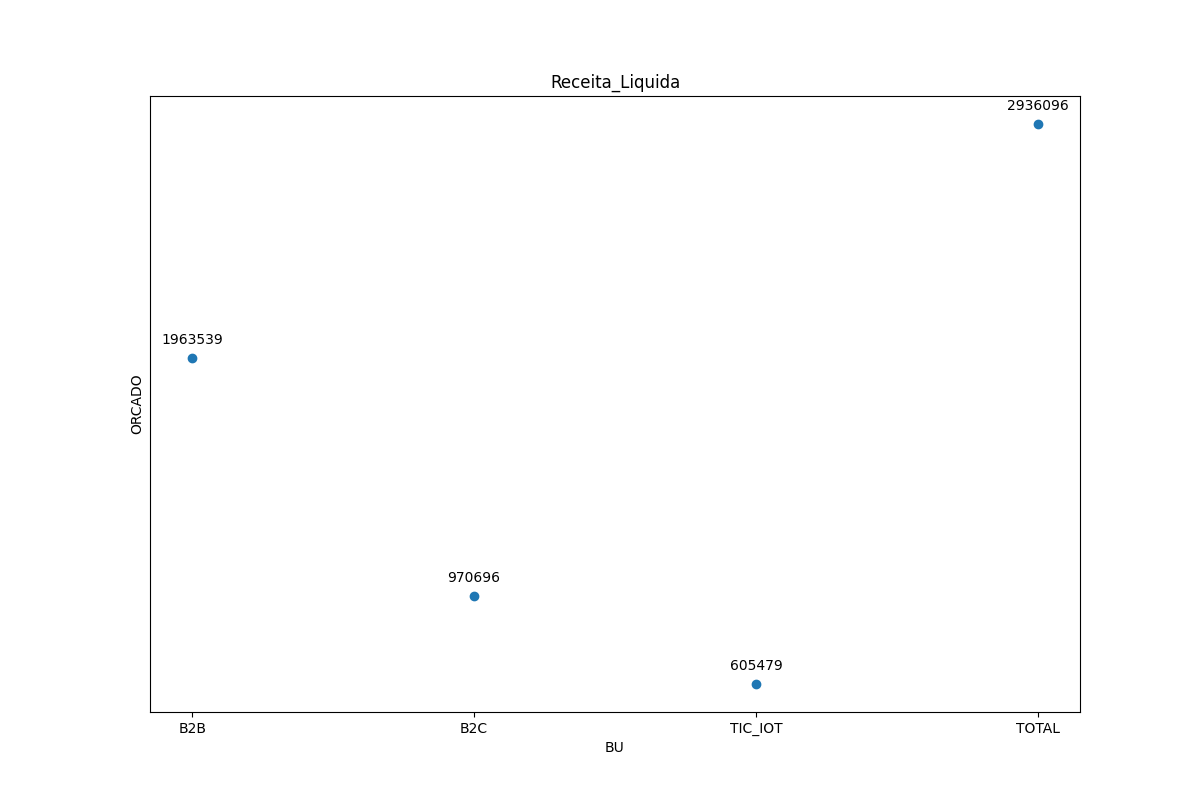 Receita_Liquida
2936096
1963539
ORCADO
970696
605479
B2B B2C TIC_IOT TOTAL
BU